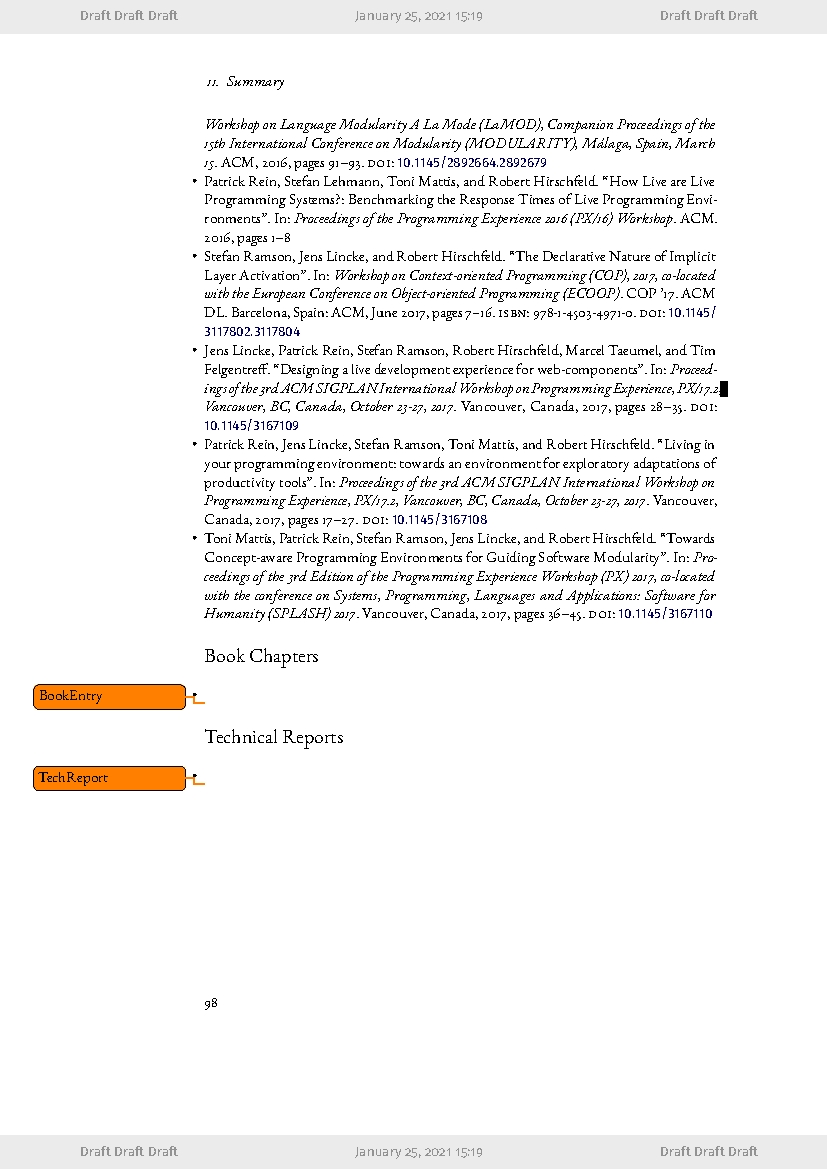 Draft Draft Draft January 25, 2021 15:19 Draft Draft Draft
11. Summary
Workshop on Language Modularity A La Mode (LaMOD), Companion Proceedings of the
15th International Conference on Modularity (MODULARITY), Málaga, Spain, March
15. ACM, 2016, pages 91–93. DOI: 10.1145/2892664.2892679
• Patrick Rein, Stefan Lehmann, Toni Mattis, and Robert Hirschfeld. “How Live are Live
Programming Systems?: Benchmarking the Response Times of Live Programming Envi-
ronments”. In: Proceedings of the Programming Experience 2016 (PX/16) Workshop. ACM.
2016, pages 1–8
• Stefan Ramson, Jens Lincke, and Robert Hirschfeld. “The Declarative Nature of Implicit
Layer Activation”. In: Workshop on Context-oriented Programming (COP), 2017, co-located
with the European Conference on Object-oriented Programming (ECOOP). COP ’17. ACM
DL. Barcelona, Spain: ACM, June 2017, pages 7–16. ISBN: 978-1-4503-4971-0. DOI: 10.1145/
3117802.3117804
• Jens Lincke, Patrick Rein, Stefan Ramson, Robert Hirschfeld, Marcel Taeumel, and Tim
Felgentreff. “Designing a live development experience for web-components”. In: Proceed-
ings of the 3rd ACM SIGPLAN International Workshop on Programming Experience, PX/17.2,
Vancouver, BC, Canada, October 23-27, 2017. Vancouver, Canada, 2017, pages 28–35. DOI:
10.1145/3167109
• Patrick Rein, Jens Lincke, Stefan Ramson, Toni Mattis, and Robert Hirschfeld. “Living in
your programming environment: towards an environment for exploratory adaptations of
productivity tools”. In: Proceedings of the 3rd ACM SIGPLAN International Workshop on
Programming Experience, PX/17.2, Vancouver, BC, Canada, October 23-27, 2017. Vancouver,
Canada, 2017, pages 17–27. DOI: 10.1145/3167108
• Toni Mattis, Patrick Rein, Stefan Ramson, Jens Lincke, and Robert Hirschfeld. “Towards
Concept-aware Programming Environments for Guiding Software Modularity”. In: Pro-
ceedings of the 3rd Edition of the Programming Experience Workshop (PX) 2017, co-located
with the conference on Systems, Programming, Languages and Applications: Software for
Humanity (SPLASH) 2017. Vancouver, Canada, 2017, pages 36–45. DOI: 10.1145/3167110
Book Chapters
BookEntry •
Technical Reports
TechReport •
98
Draft Draft Draft January 25, 2021 15:19 Draft Draft Draft